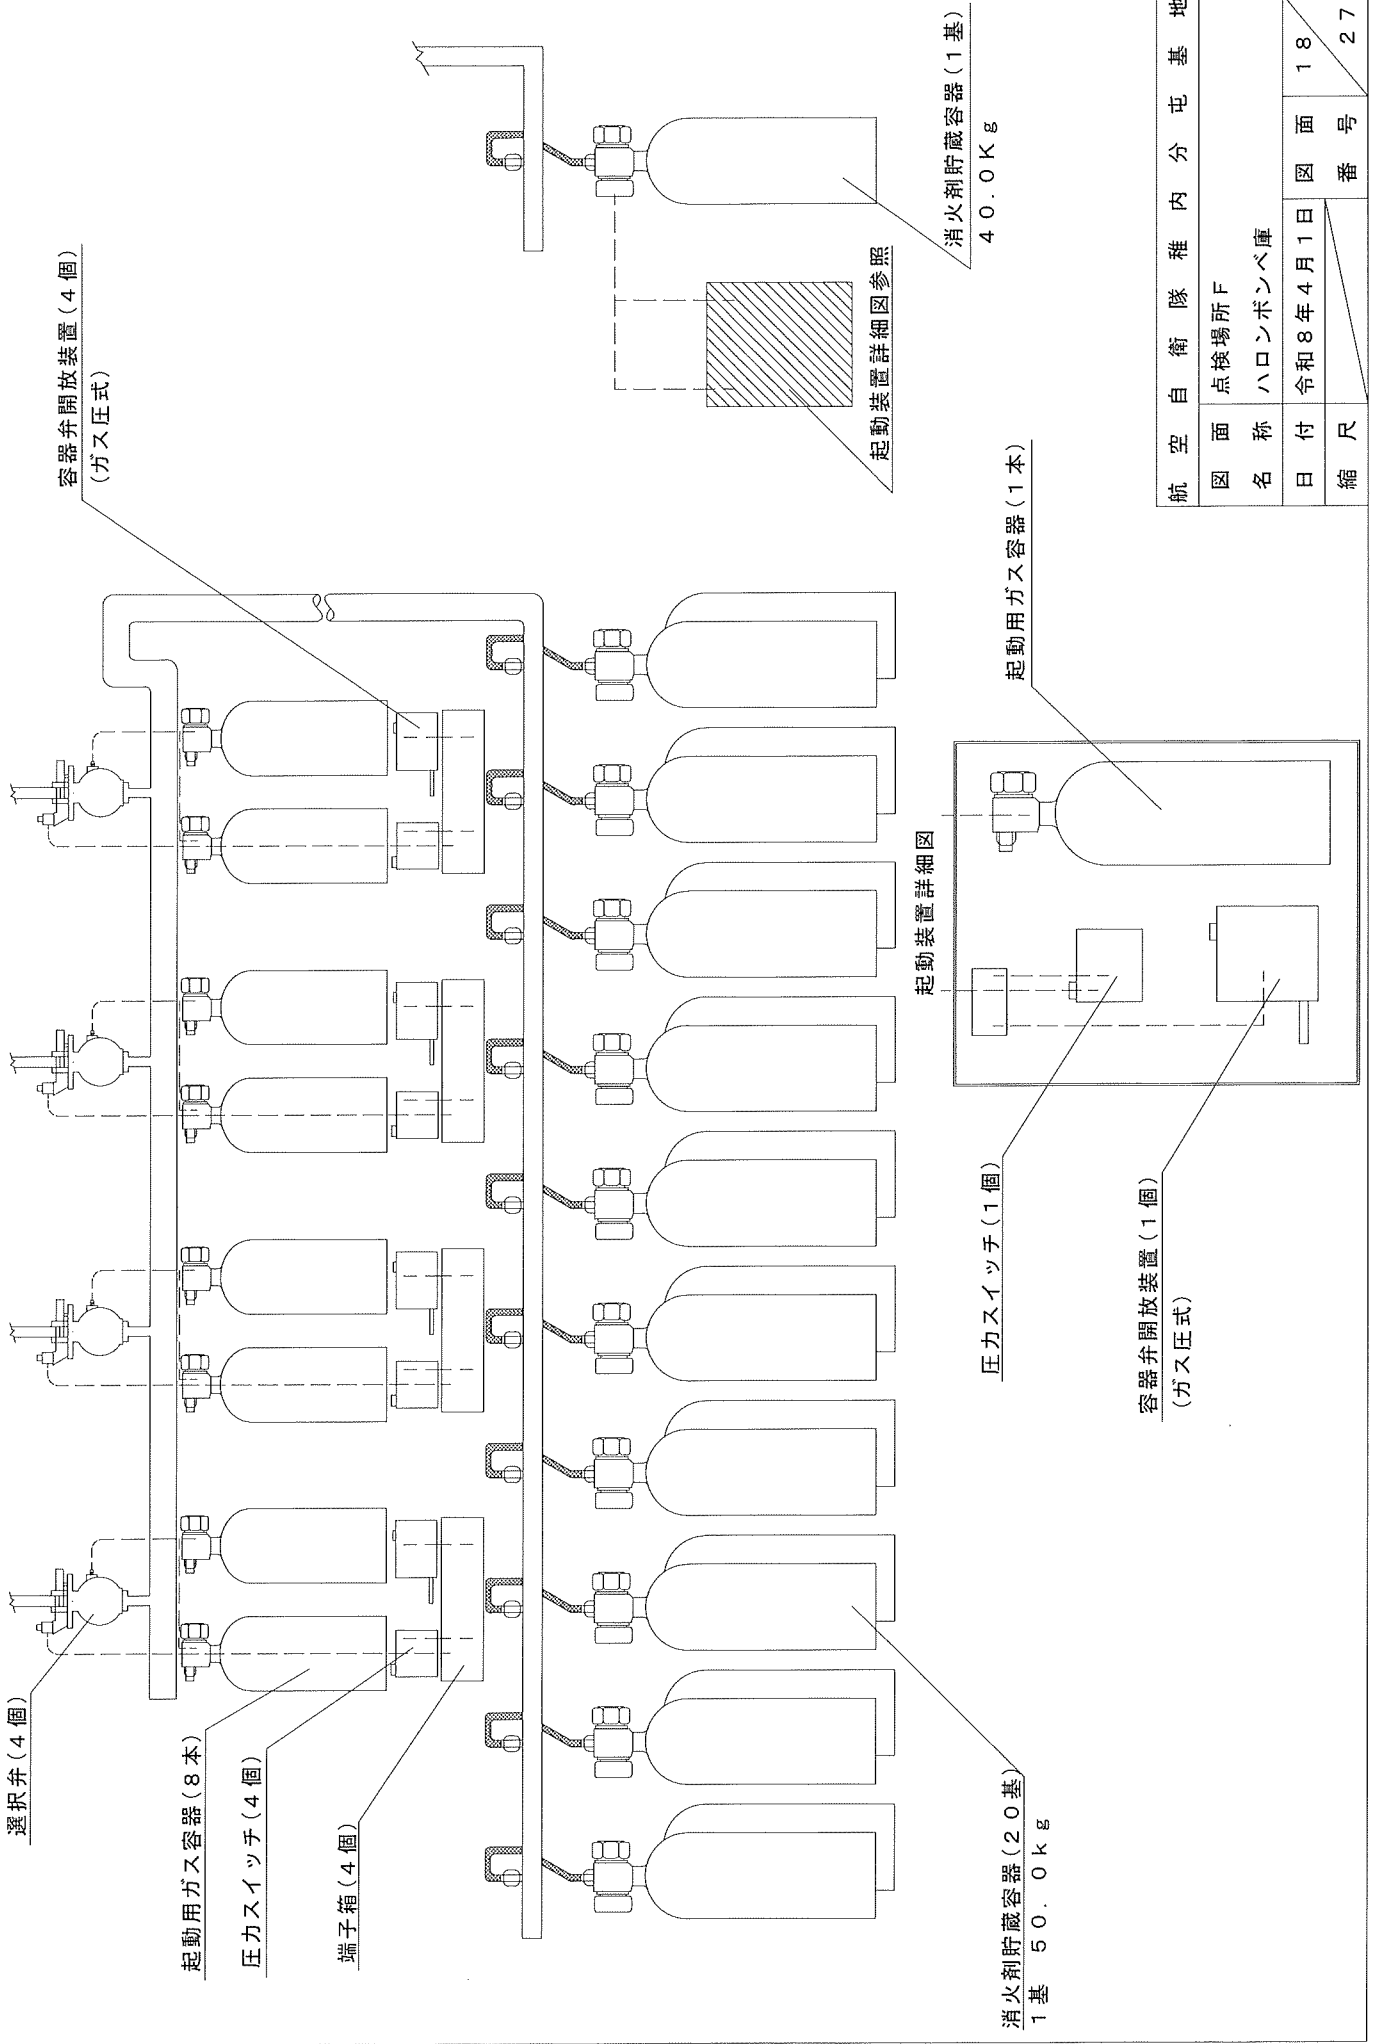 選択弁(4個)
起動用ガス容器(8本)
圧力スイッチ(4個)
端子箱(4個)
容器弁開放装置(4個)
(ガス圧式)
消火剤貯蔵容器(20基)
1基 50.0kg
消火剤貯蔵容器(1基)
40.0Kg
起動装置詳細図参照
起動装置詳細図
起動用ガス容器(1本)
圧力スイッチ(1個)
容器弁開放装置(1個)
(ガス圧式)
航空自衛隊稚内分屯基地
図面名称 点検場所F
ハロンボンベ庫
日付 令和8年4月1日 図面番号 18/27
縮尺